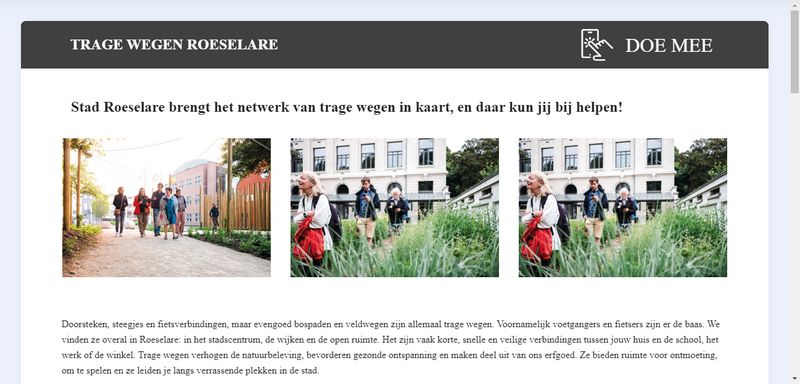 TRAGE WEGEN ROESELARE
DOE MEE
Stad Roeselare brengt het netwerk van trage wegen in kaart, en daar kun jij bij helpen!
Doorsteken, steegjes en fietsverbindingen, maar evengoed bospaden en veldwegen zijn allemaal trage wegen. Voornamelijk voetgangers en fietsers zijn er de baas. We
vinden ze overal in Roeselare: in het stadscentrum, de wijken en de open ruimte. Het zijn vaak korte, snelle en veilige verbindingen tussen jouw huis en de school, het
werk of de winkel. Trage wegen verhogen de natuurbeleving, bevorderen gezonde ontspanning en maken deel uit van ons erfgoed. Ze bieden ruimte voor ontmoeting,
om te spelen en ze leiden je langs verrassende plekken in de stad.